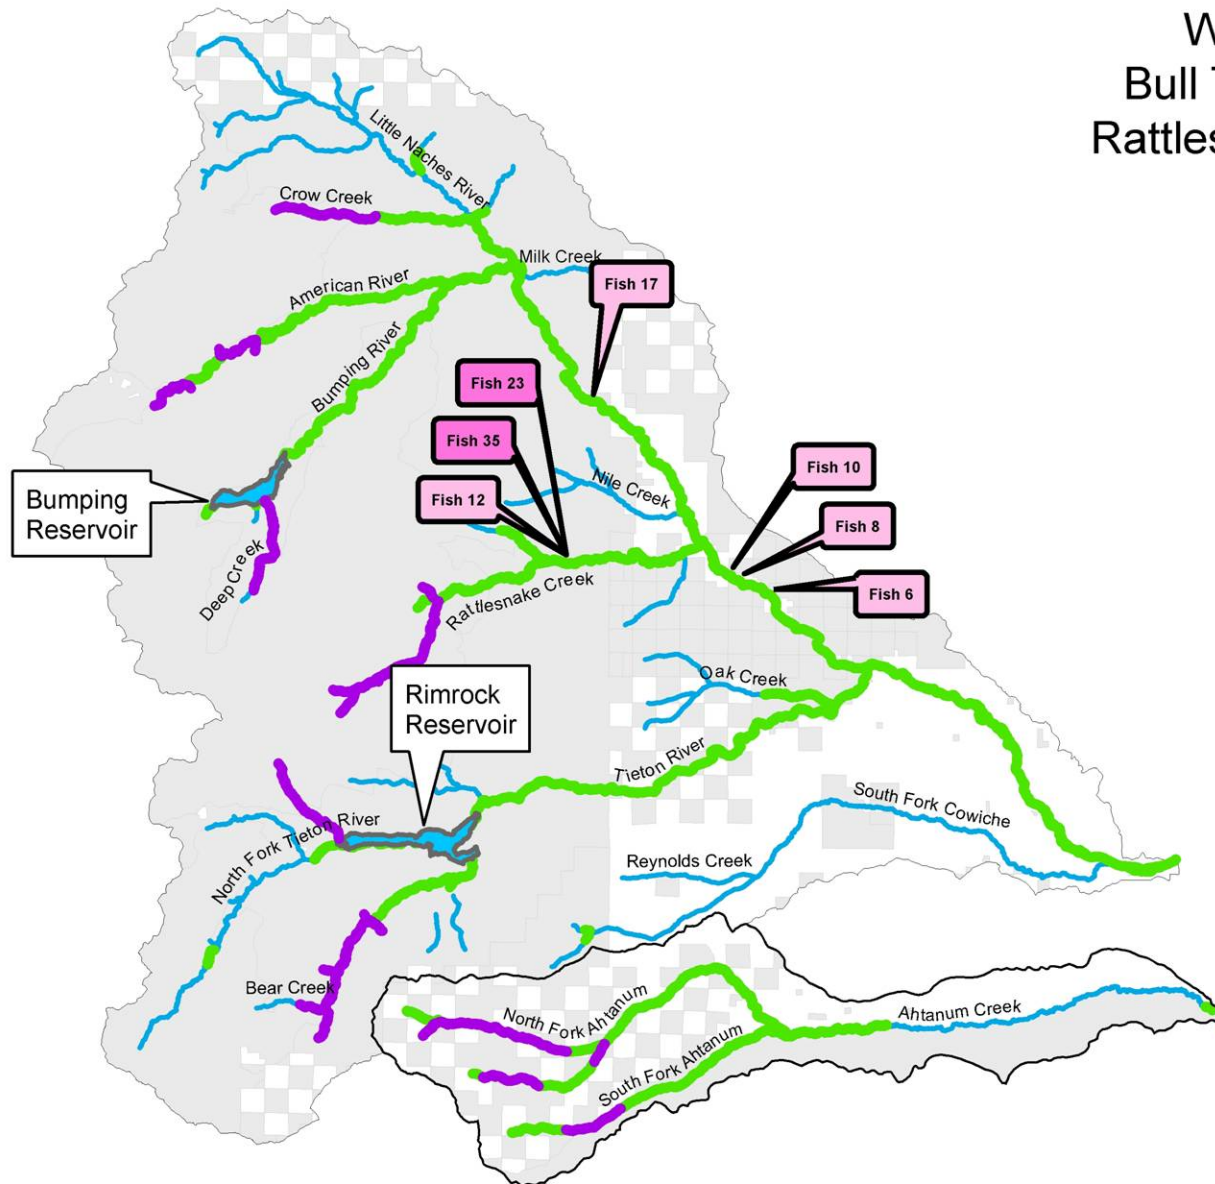 W
Bull T
Rattles
Little Naches River
Crow Creek
Milk Creek
Fish 17
American River
Bumping River
Fish 23
Fish 35
Fish 12
Nile Creek
Fish 10
Fish 8
Fish 6
Bumping
Reservoir
DeepCreek
Rattlesnake Creek
Rimrock
Reservoir
Oak Creek
Tieton River
North Fork Tieton River
South Fork Cowiche
Reynolds Creek
Bear Creek
North Fork Ahtanum
South Fork Ahtanum
Ahtanum Creek